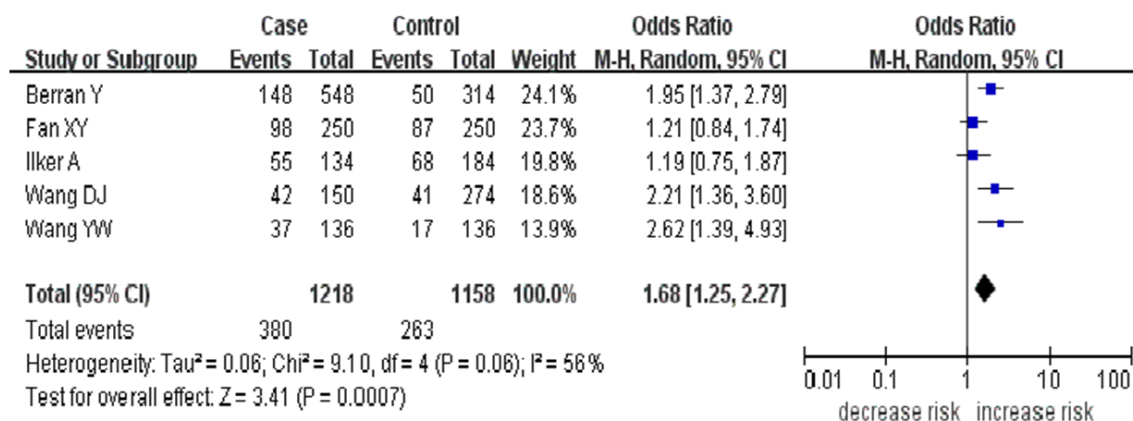 Case Control Odds Ratio Odds Ratio
Study or Subgroup Events Total Events Total Weight M-H, Random, 95% CI M-H, Random, 95% CI
Berran Y 148 548 50 314 24.1% 1.95 [1.37, 2.79]
Fan XY 98 250 87 250 23.7% 1.21 [0.84, 1.74]
Ilker A 55 134 68 184 19.8% 1.19 [0.75, 1.87]
Wang DJ 42 150 41 274 18.6% 2.21 [1.36, 3.60]
Wang YW 37 136 17 136 13.9% 2.62 [1.39, 4.93]
Total (95% CI) 1218 1158 100.0% 1.68 [1.25, 2.27]
Total events 380 263
Heterogeneity: Tau² = 0.06; Chi² = 9.10, df = 4 (P = 0.06); I² = 56%
Test for overall effect: Z = 3.41 (P = 0.0007)
0.01 0.1 1 10 100
decrease risk increase risk